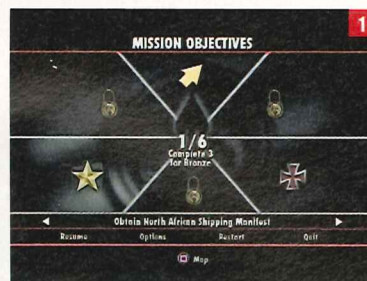 1
MISSION OBJECTIVES
1/6
Complete 3
for Bronze
Obtain North African Shipping Manifest
Resume Options Restart Quit
Map